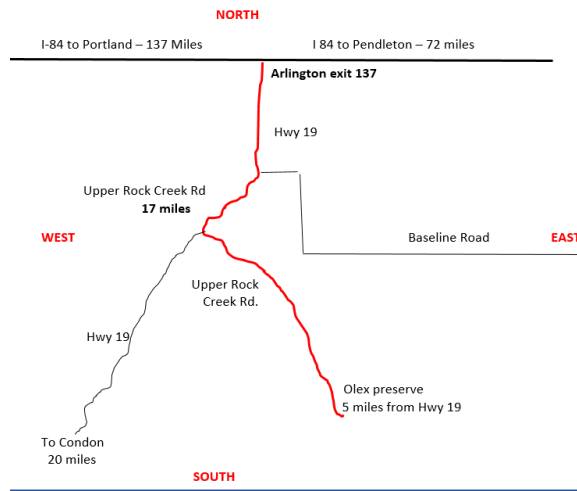 NORTH
I-84 to Portland – 137 Miles
I 84 to Pendleton – 72 miles
Arlington exit 137
Hwy 19
Upper Rock Creek Rd
17 miles
WEST
Baseline Road
EAST
Upper Rock
Creek Rd.
Hwy 19
Olex preserve
5 miles from Hwy 19
To Condon
20 miles
SOUTH